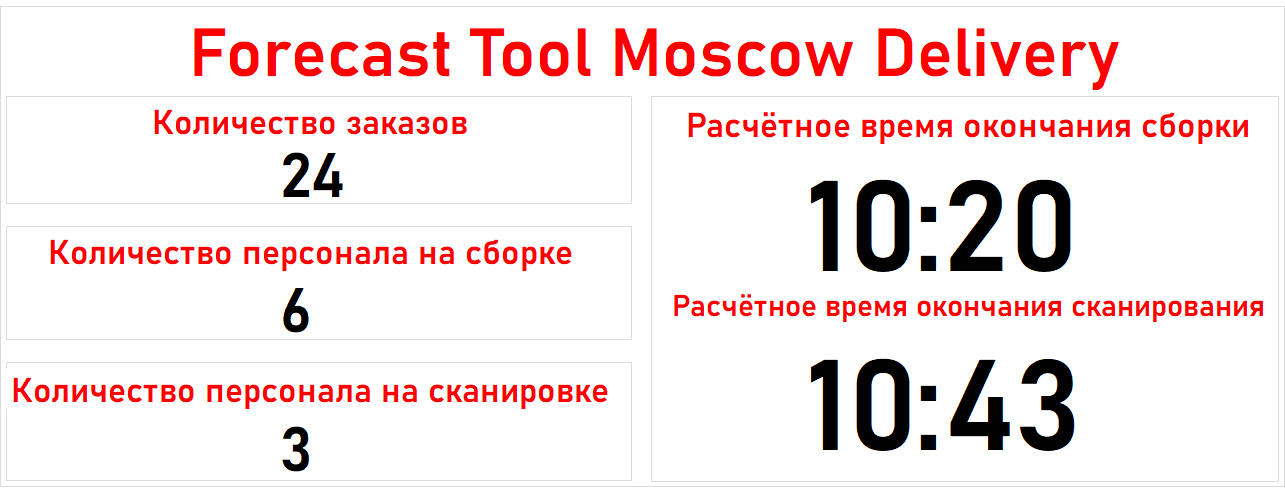 Forecast Tool Moscow Delivery
Количество заказов
24
Количество персонала на сборке
6
Количество персонала на сканировке
3
Расчётное время окончания сборки
10:20
Расчётное время окончания сканирования
10:43